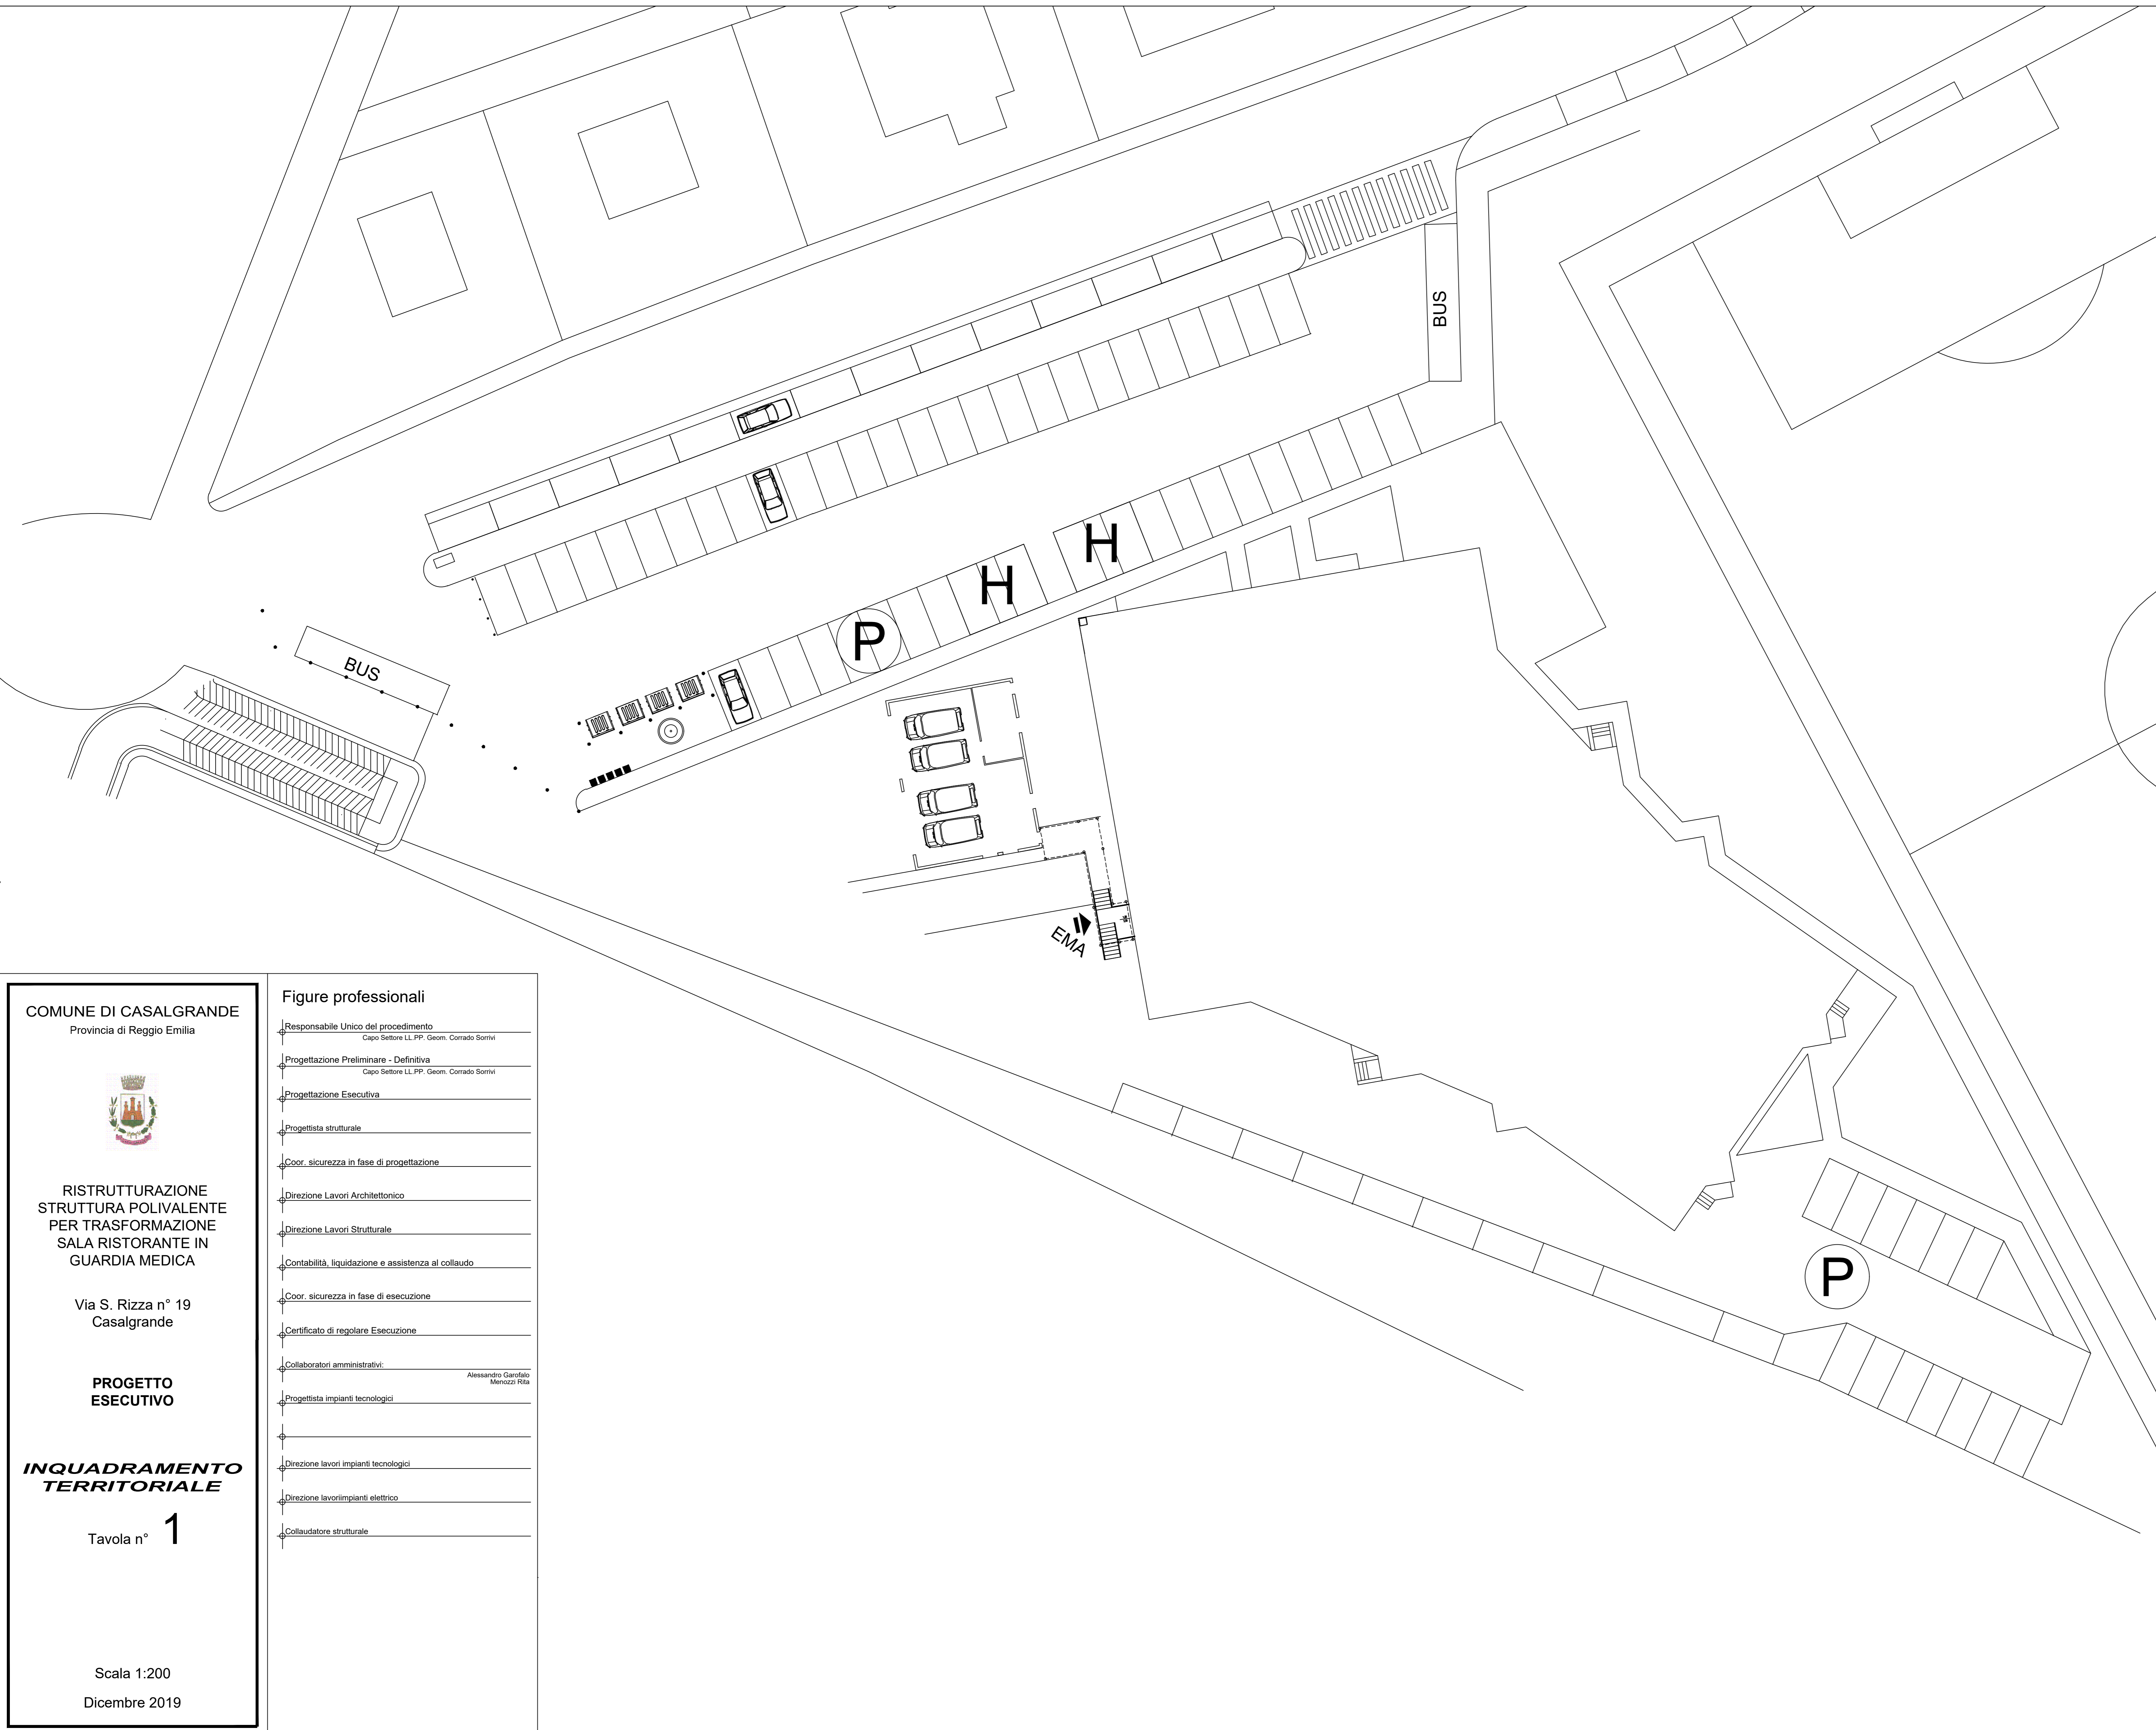 BUS
H
H
P
BUS
EMA
P
COMUNE DI CASALGRANDE
Provincia di Reggio Emilia
RISTRUTTURAZIONE
STRUTTURA POLIVALENTE
PER TRASFORMAZIONE
SALA RISTORANTE IN
GUARDIA MEDICA
Via S. Rizza n° 19
Casalgrande
PROGETTO
ESECUTIVO
INQUADRAMENTO
TERRITORIALE
Tavola n° 1
Scala 1:200
Dicembre 2019
Figure professionali
Responsabile Unico del procedimento
Capo Settore LL.PP. Geom. Corrado Sorrivi
Progettazione Preliminare - Definitiva
Capo Settore LL.PP. Geom. Corrado Sorrivi
Progettazione Esecutiva
Progettista strutturale
Coor. sicurezza in fase di progettazione
Direzione Lavori Architettonico
Direzione Lavori Strutturale
Contabilità, liquidazione e assistenza al collaudo
Coor. sicurezza in fase di esecuzione
Certificato di regolare Esecuzione
Collaboratori amministrativi:
Alessandro Garofalo
Menozzi Rita
Progettista impianti tecnologici
Direzione lavori impianti tecnologici
Direzione lavoriimpianti elettrico
Collaudatore strutturale